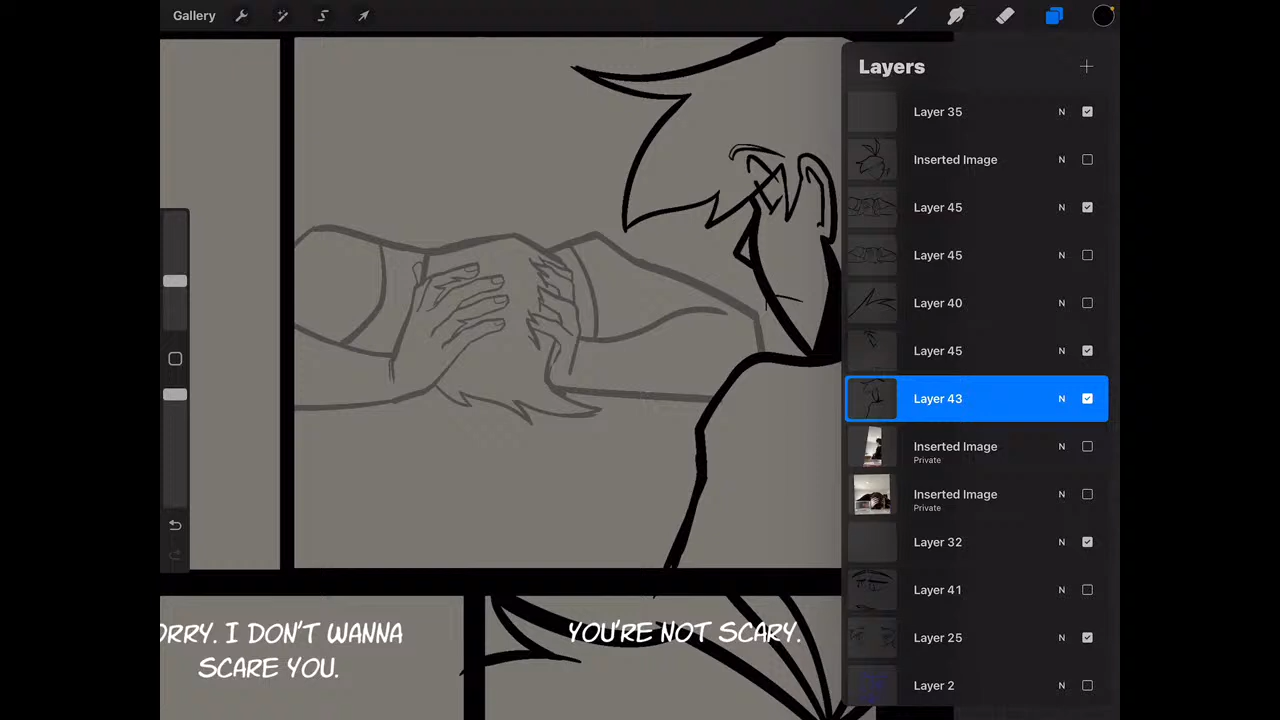 Gallery
Layers
Layer 35 N
Inserted Image N
Layer 45 N
Layer 45 N
Layer 40 N
Layer 45 N
Layer 43 N
Inserted Image N
Private
Inserted Image N
Private
Layer 32 N
Layer 41 N
Layer 25 N
Layer 2 N
ORRY. I DON'T WANNA
SCARE YOU.
YOU'RE NOT SCARY.